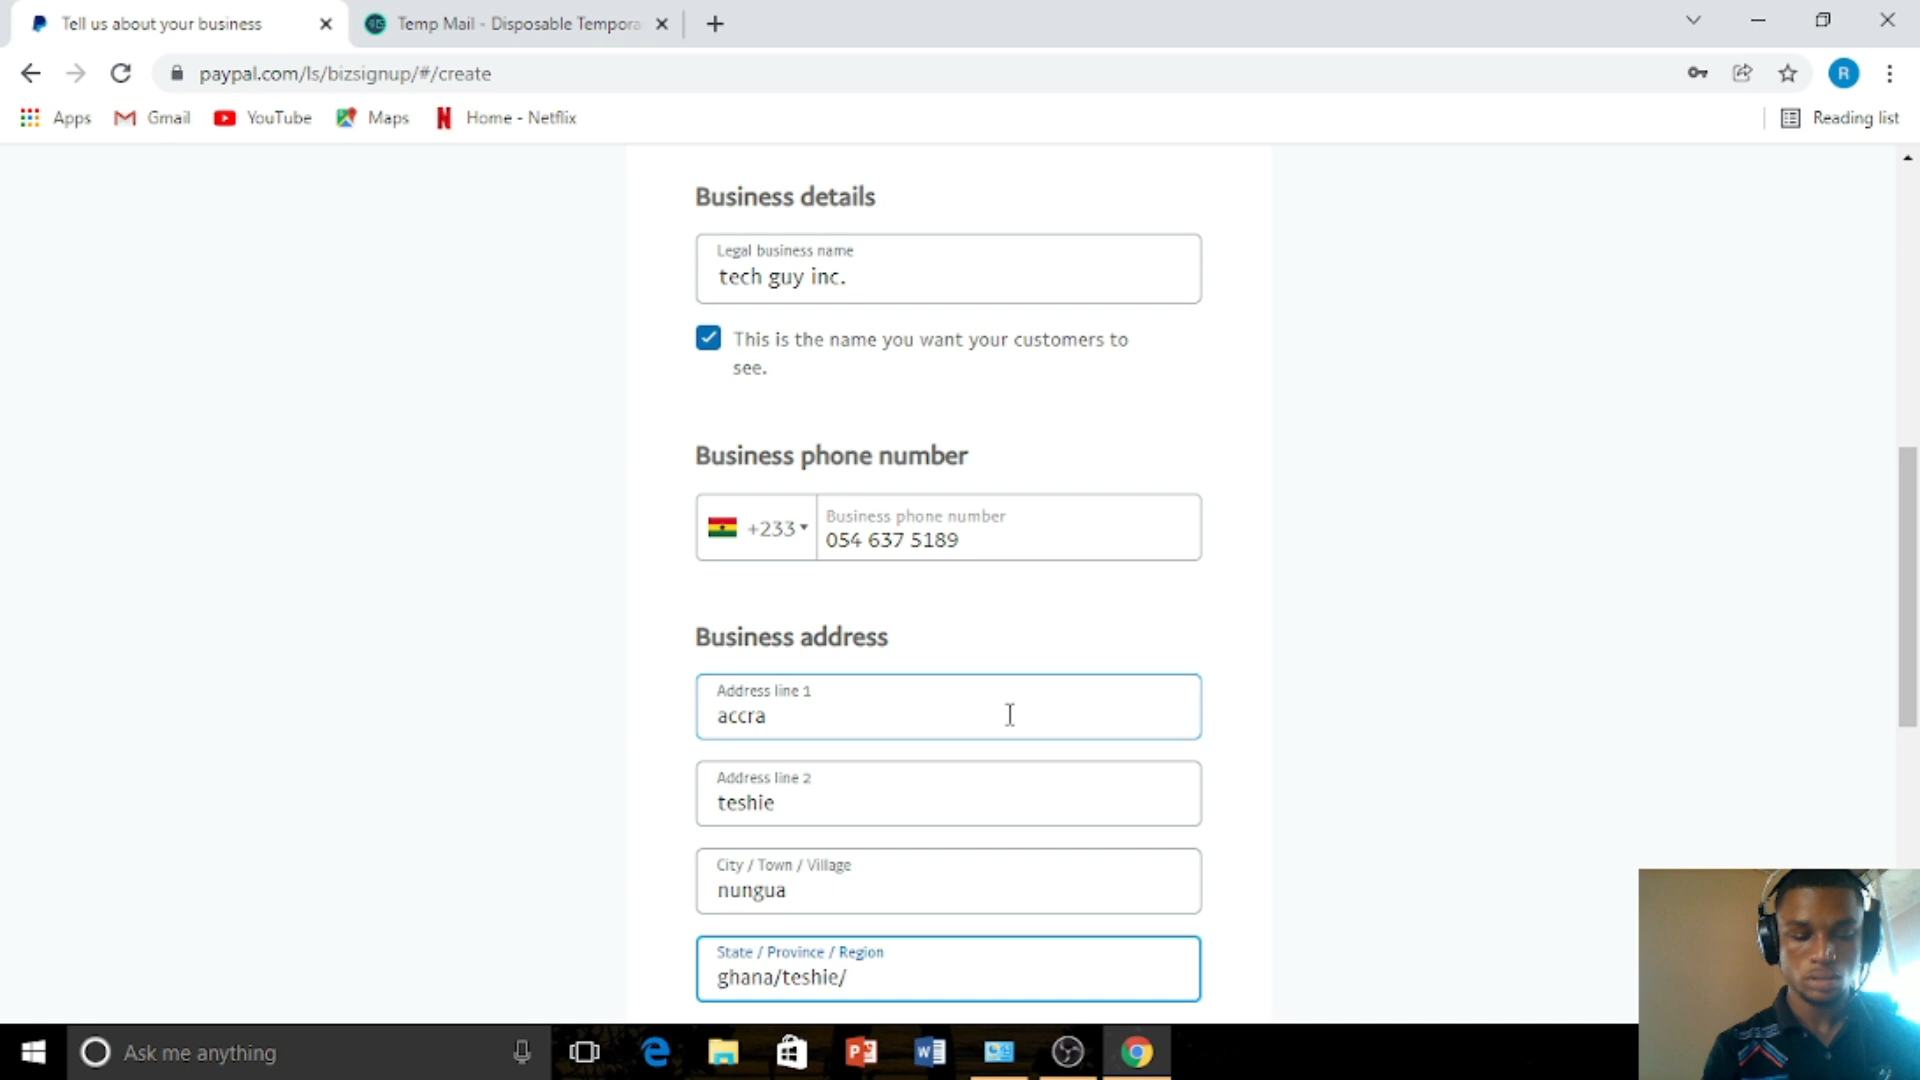 Tell us about your business
Temp Mail - Disposable Tempora
paypal.com/ls/bizsignup/#/create
R
Apps
Gmail
YouTube
Maps
Home - Netflix
Reading list
Business details
Legal business name
tech guy inc.
This is the name you want your customers to
see.
Business phone number
+233
Business phone number
054 637 5189
Business address
Address line 1
accra
Address line 2
teshie
City / Town / Village
nungua
State / Province / Region
ghana/teshie/
Ask me anything